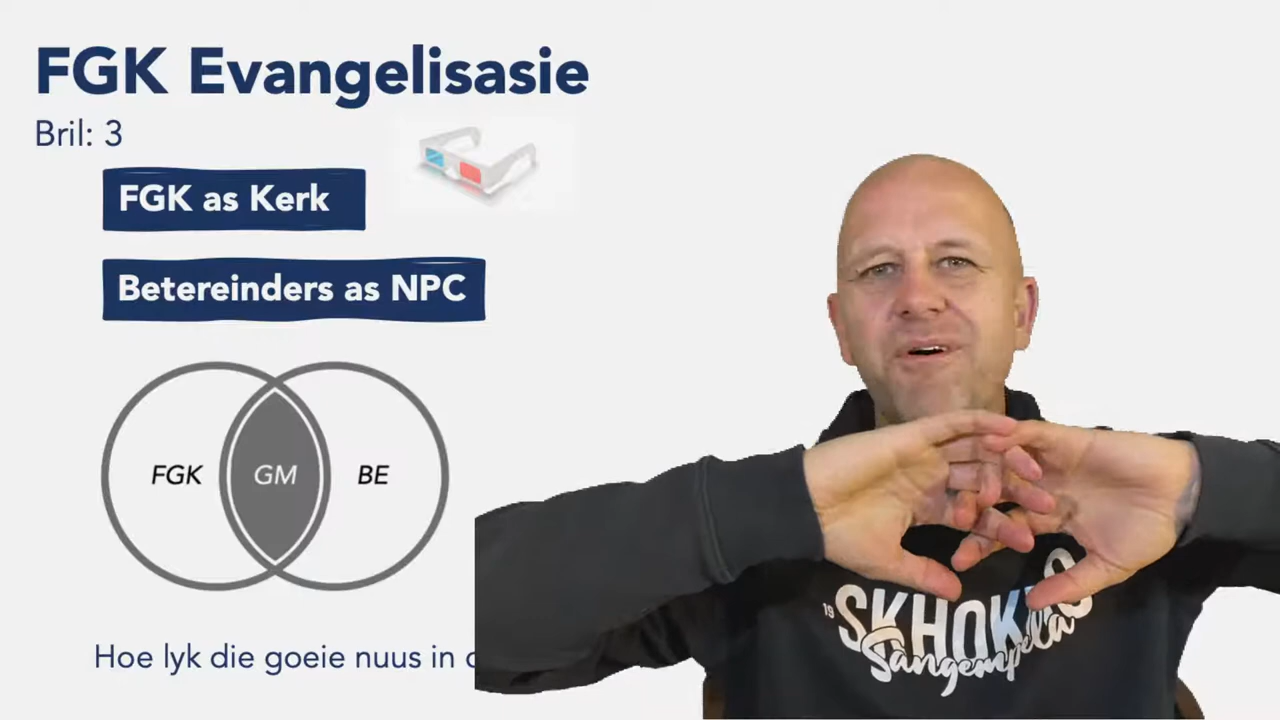 FGK Evangelisasie
Bril: 3
FGK as Kerk
Betereinders as NPC
FGK GM BE
Hoe lyk die goeie nuus in
19
Sangempela